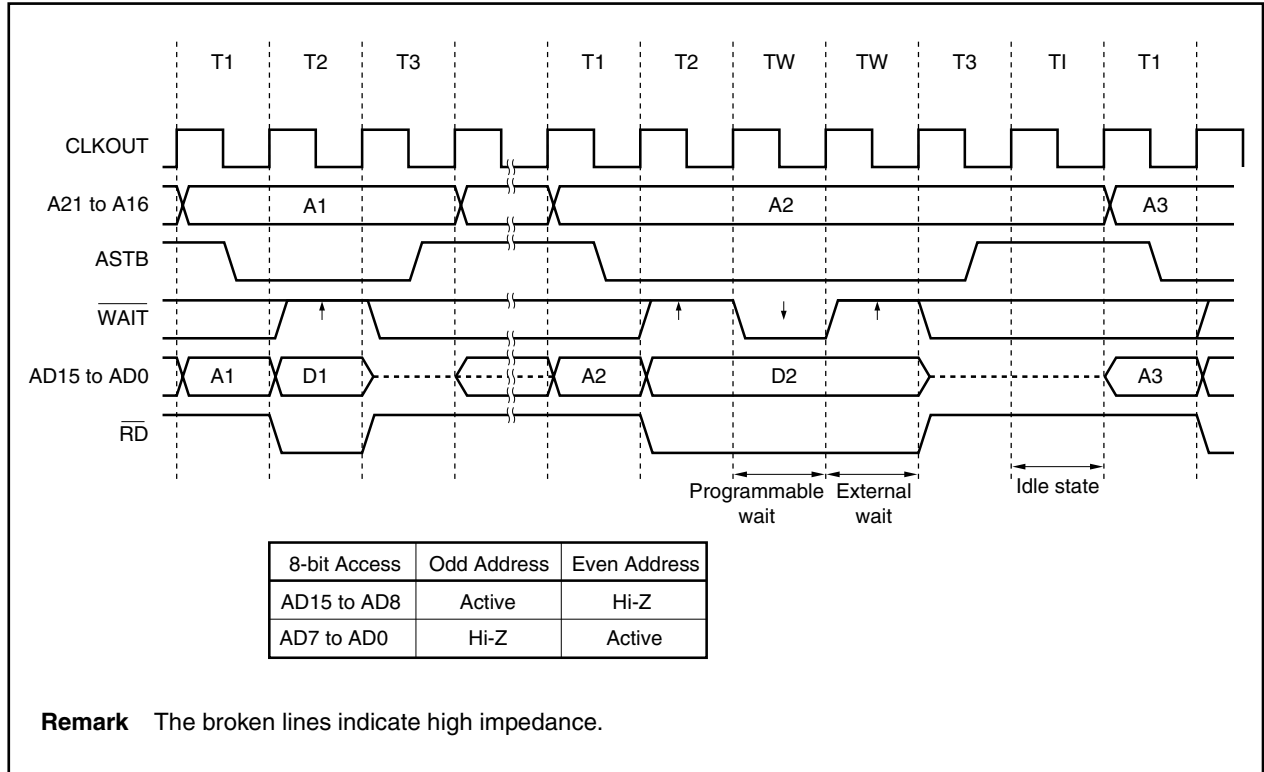 T1 T2 T3 T1 T2 TW TW T3 TI T1
CLKOUT
A21 to A16 A1 A2 A3
ASTB
WAIT
AD15 to AD0 A1 D1 A2 D2 A3
RD
Programmable wait
External wait
Idle state
8-bit Access Odd Address Even Address
AD15 to AD8 Active Hi-Z
AD7 to AD0 Hi-Z Active
Remark The broken lines indicate high impedance.